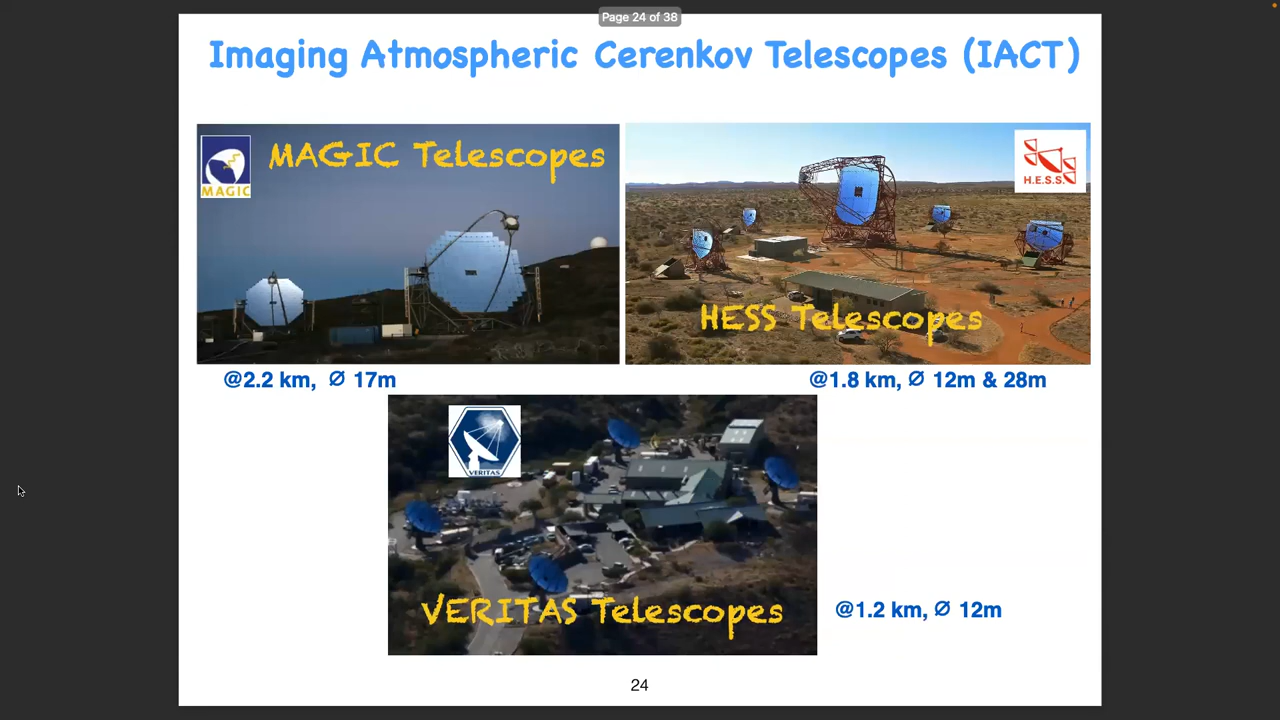 Page 24 of 38
Imaging Atmospheric Cerenkov Telescopes (IACT)
MAGIC
MAGIC Telescopes
H.E.S.S.
HESS Telescopes
@2.2 km, Ø 17m
@1.8 km, Ø 12m & 28m
VERITAS
VERITAS Telescopes
@1.2 km, Ø 12m
24